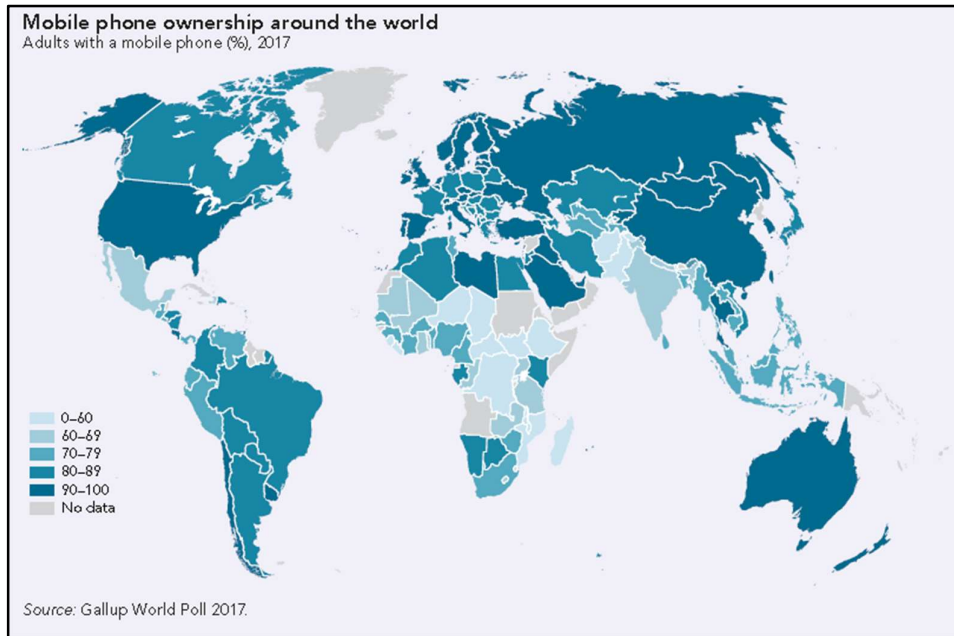 Mobile phone ownership around the world
Adults with a mobile phone (%), 2017
0–60
60–69
70–79
80–89
90–100
No data
Source: Gallup World Poll 2017.